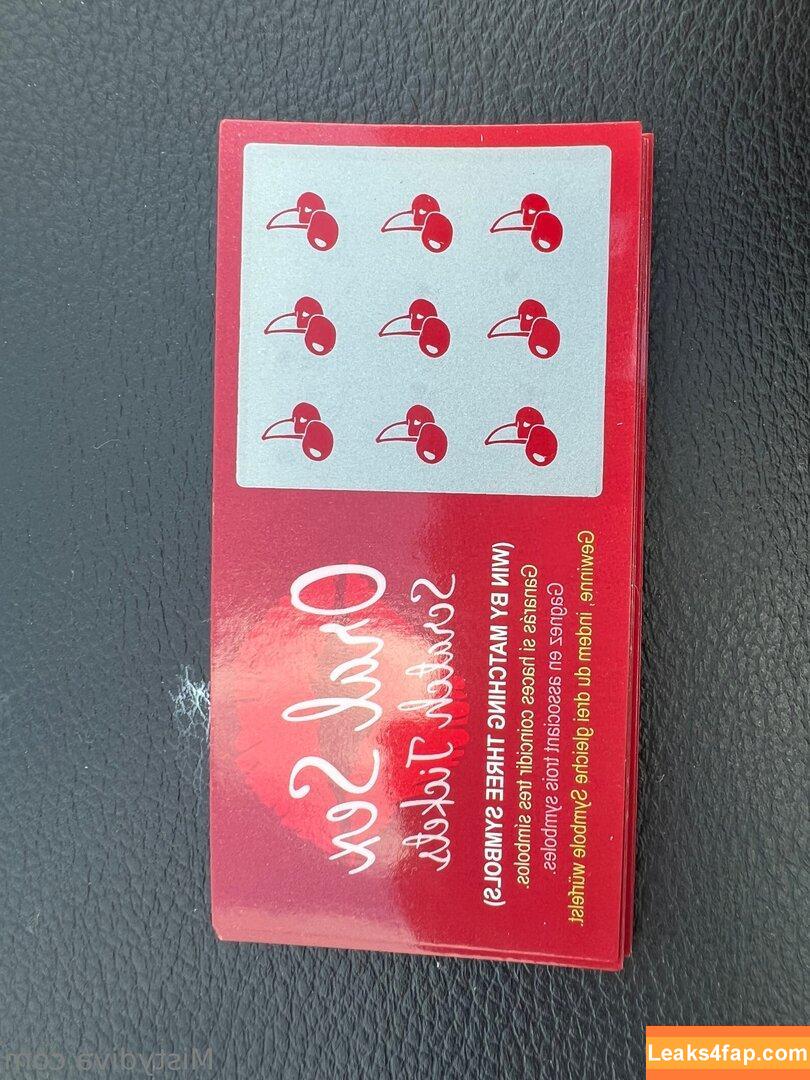 Oral Sex
Scratch Tickets
(WIN BY MATCHING THREE SYMBOLS)
Ganarás si haces coincidir tres símbolos.
Gagnez en associant trois symboles.
Gewinne, indem du drei gleiche Symbole würfelst.
Mistydiva.com
Leaks4fap.com